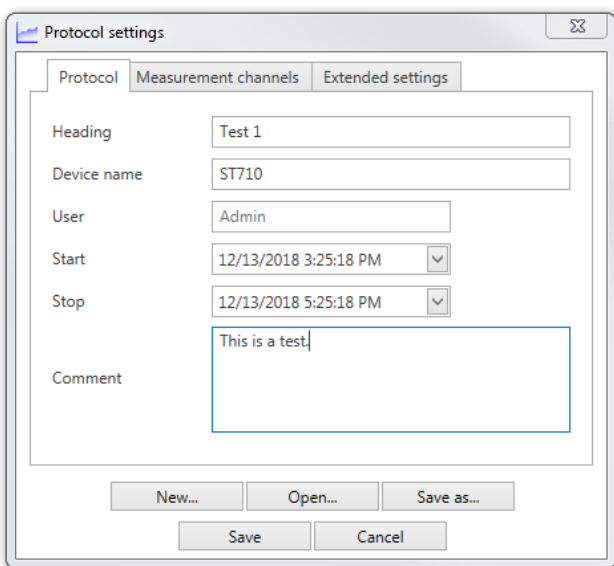 Protocol settings
Protocol Measurement channels Extended settings
Heading Test 1
Device name ST710
User Admin
Start 12/13/2018 3:25:18 PM
Stop 12/13/2018 5:25:18 PM
Comment This is a test.
New... Open... Save as...
Save Cancel